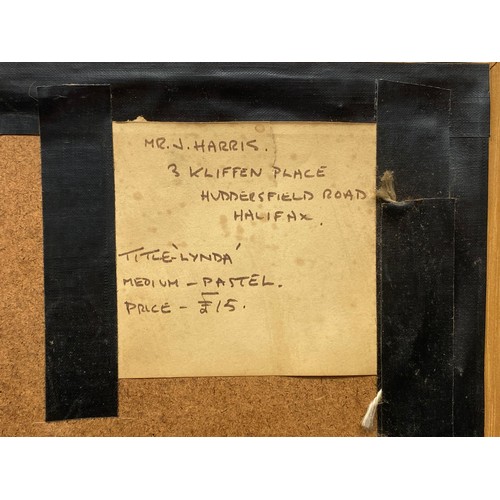 MR. J. HARRIS.
3 KLIFFEN PLACE
HUDDERSFIELD ROAD
HALIFAX.
TITLE-'LYNDA'
MEDIUM - PASTEL.
PRICE - £15.